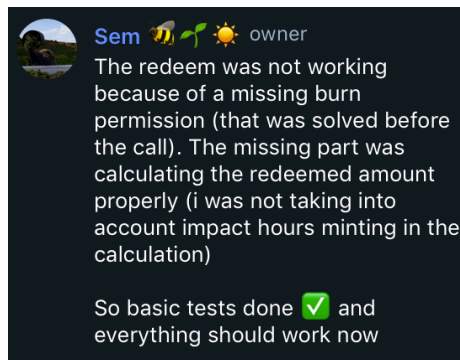 Sem 🐝🌱☀️ owner
The redeem was not working
because of a missing burn
permission (that was solved before
the call). The missing part was
calculating the redeemed amount
properly (i was not taking into
account impact hours minting in the
calculation)
So basic tests done ✅ and
everything should work now